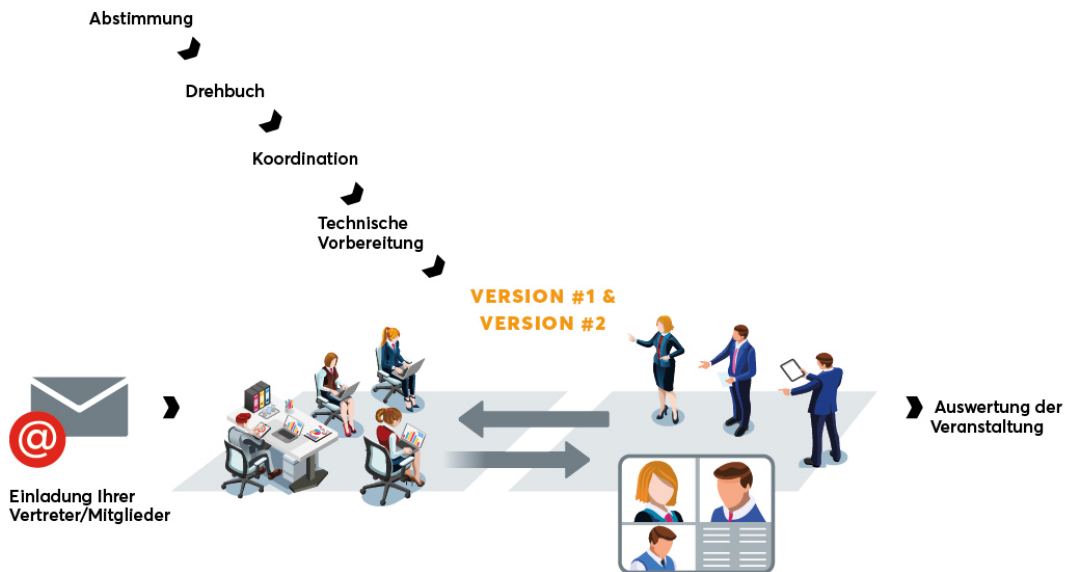 Abstimmung
Drehbuch
Koordination
Technische
Vorbereitung
VERSION #1 &
VERSION #2
@
Einladung Ihrer
Vertreter/Mitglieder
Auswertung der
Veranstaltung